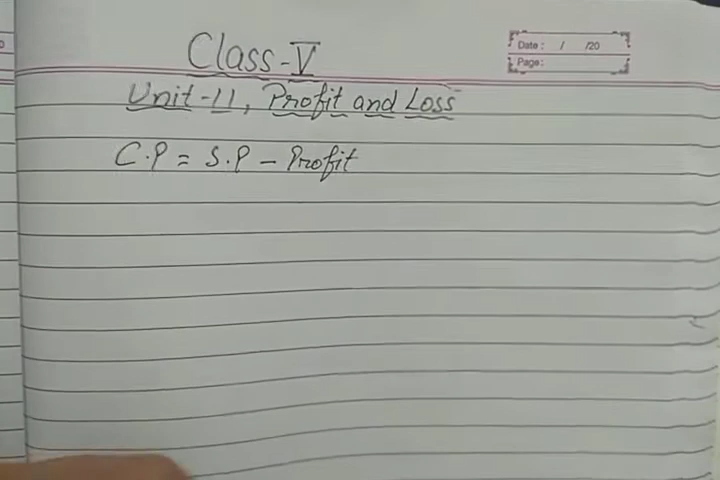 Class-V
Date: / /20
Page:
Unit-11, Profit and Loss
C.P = S.P - Profit